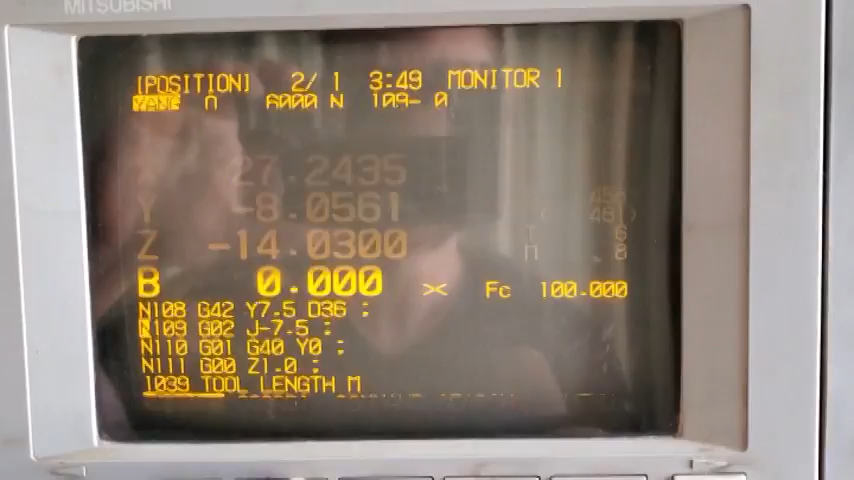 MITSUBISHI
[POSITION] 2/ 1 3:49 MONITOR 1
6000 N 109- 0
27.2435
Y -8.0561
Z -14.0300 6
B 0.000 >< Fc 100.000
N108 G42 Y7.5 D36 ;
N109 G02 J-7.5 ;
N110 G01 G40 Y0 ;
N111 G00 Z1.0 ;
1039 TOOL LENGTH M